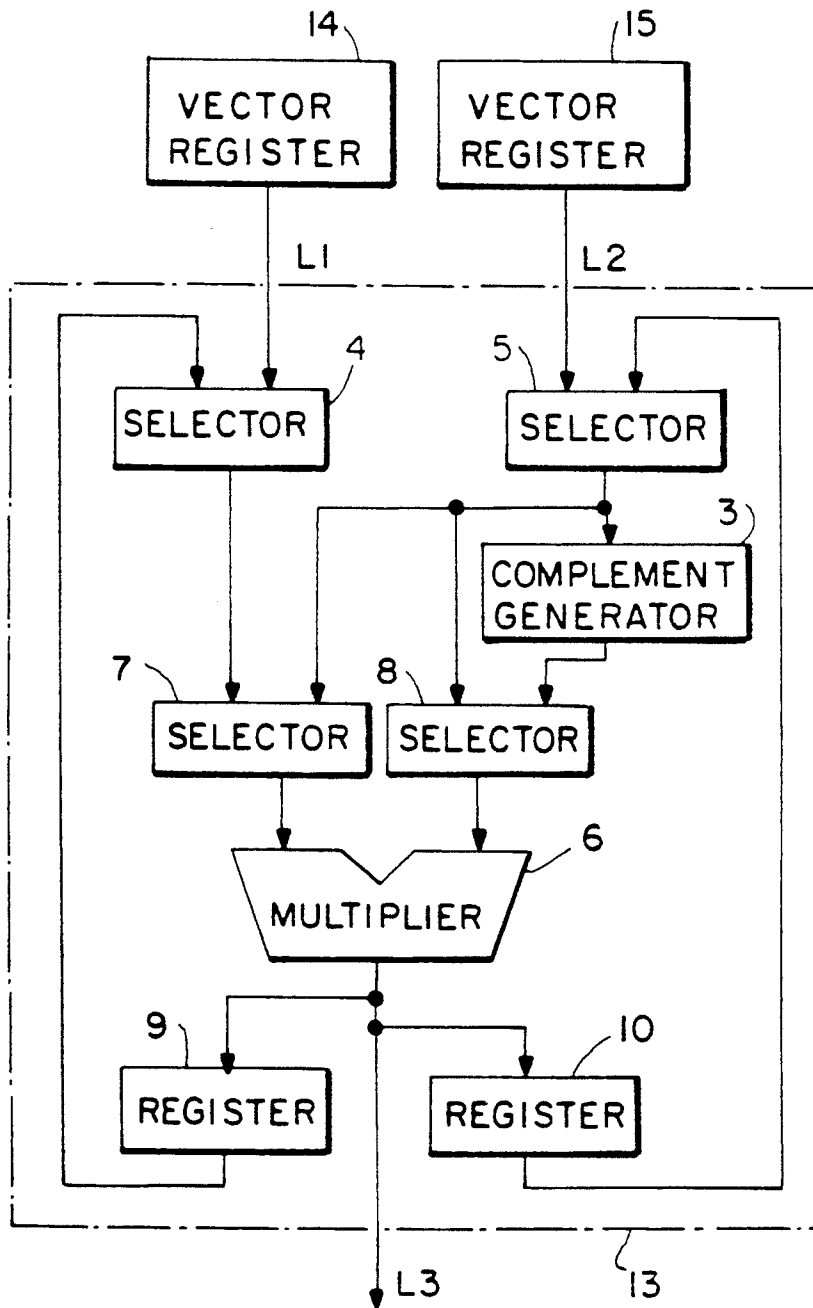 14
15
VECTOR
REGISTER
VECTOR
REGISTER
L1
L2
4
5
SELECTOR
SELECTOR
3
COMPLEMENT
GENERATOR
7
8
SELECTOR
SELECTOR
6
MULTIPLIER
9
10
REGISTER
REGISTER
L3
13